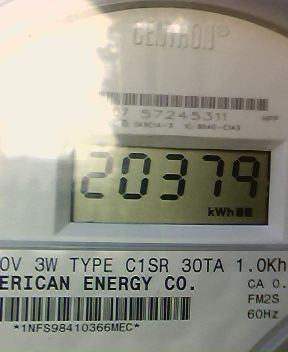 CENTRON®
57245311
20379
kWh
0V 3W TYPE C1SR 30TA 1.0Kh
ERICAN ENERGY CO.
CA 0.
FM2S
60Hz
*1NFS98410366MEC*